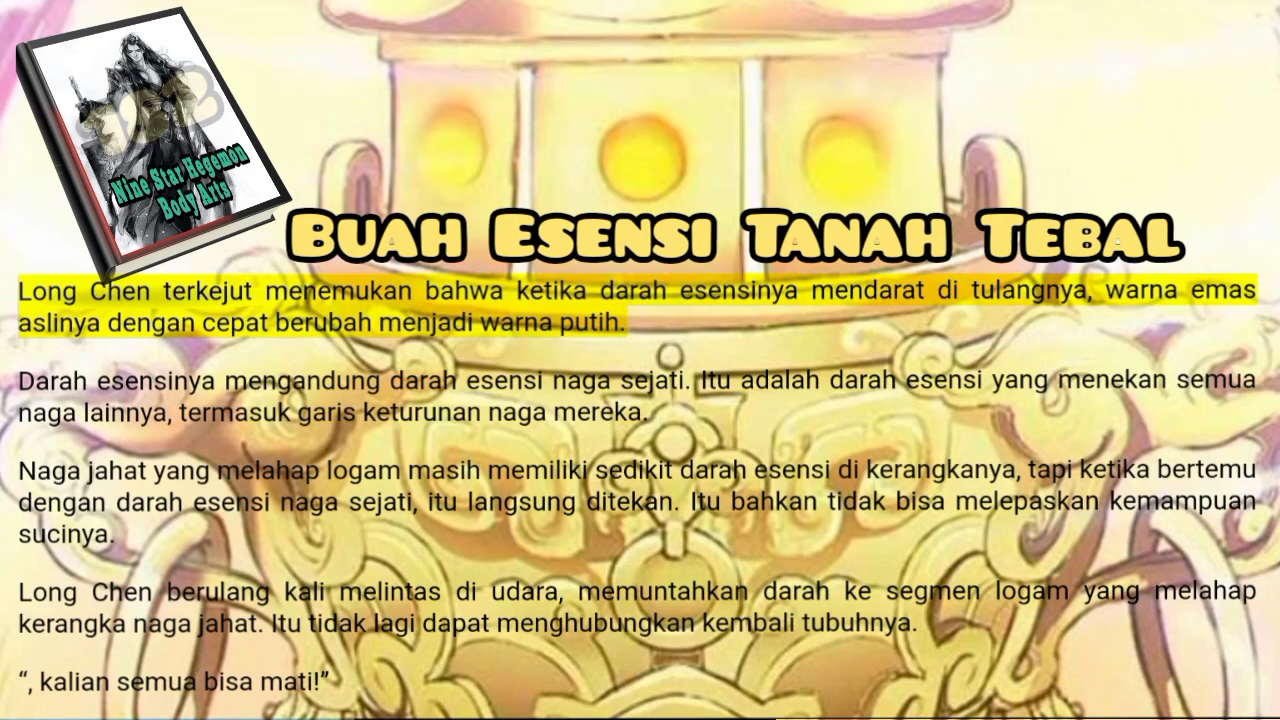 Nine Star Hegemon
Body Arts
BUAH ESENSI TANAH TEBAL
Long Chen terkejut menemukan bahwa ketika darah esensinya mendarat di tulangnya, warna emas
aslinya dengan cepat berubah menjadi warna putih.
Darah esensinya mengandung darah esensi naga sejati. Itu adalah darah esensi yang menekan semua
naga lainnya, termasuk garis keturunan naga mereka.
Naga jahat yang melahap logam masih memiliki sedikit darah esensi di kerangkanya, tapi ketika bertemu
dengan darah esensi naga sejati, itu langsung ditekan. Itu bahkan tidak bisa melepaskan kemampuan
sucinya.
Long Chen berulang kali melintas di udara, memuntahkan darah ke segmen logam yang melahap
kerangka naga jahat. Itu tidak lagi dapat menghubungkan kembali tubuhnya.
“, kalian semua bisa mati!”